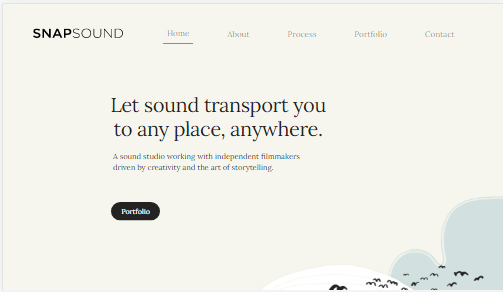 SNAPSOUND
Home About Process Portfolio Contact
Let sound transport you
to any place, anywhere.
A sound studio working with independent filmmakers
driven by creativity and the art of storytelling.
Portfolio